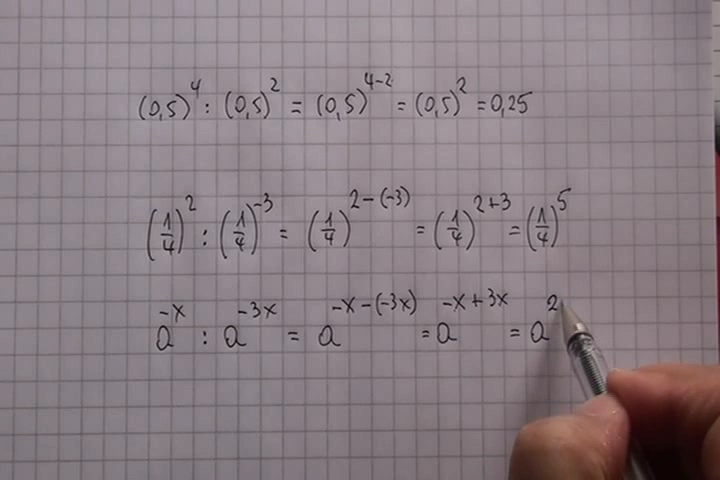 (0,5)⁴ : (0,5)² = (0,5)⁴⁻² = (0,5)² = 0,25
(1/4)² : (1/4)⁻³ = (1/4)²⁻⁽⁻³⁾ = (1/4)²⁺³ = (1/4)⁵
a^-x : a^-3x = a^-x-(-3x) = a^-x+3x = a^2